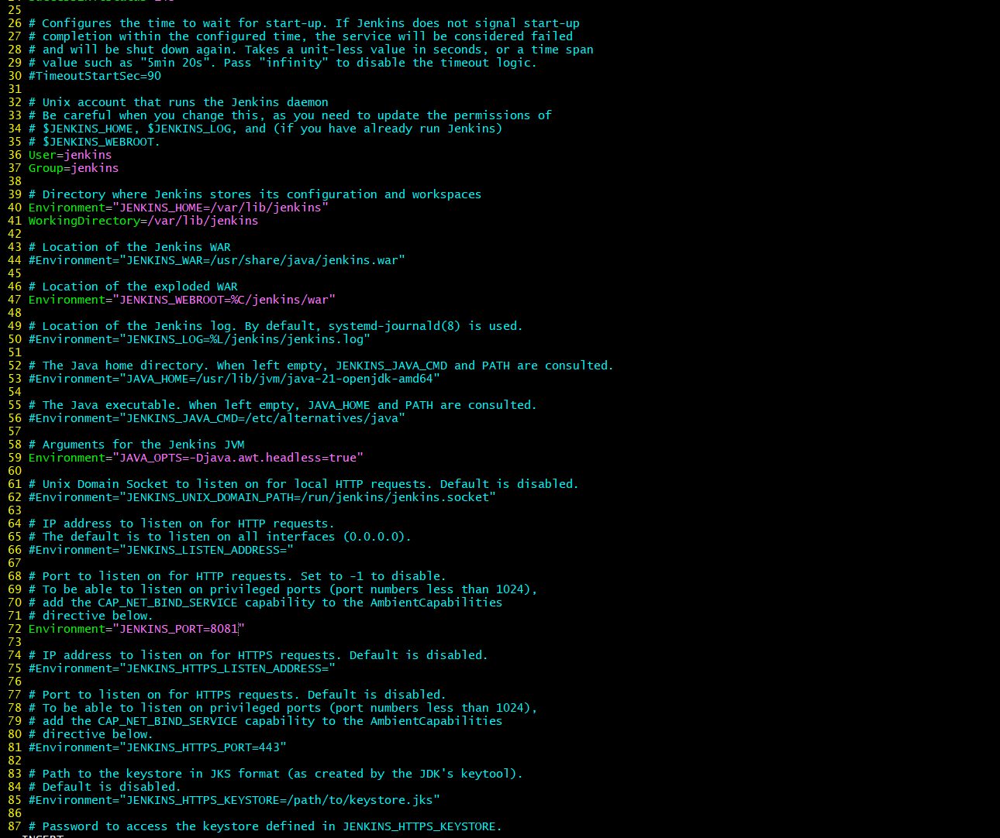 25
26 # Configures the time to wait for start-up. If Jenkins does not signal start-up
27 # completion within the configured time, the service will be considered failed
28 # and will be shut down again. Takes a unit-less value in seconds, or a time span
29 # value such as "5min 20s". Pass "infinity" to disable the timeout logic.
30 #TimeoutStartSec=90
31
32 # Unix account that runs the Jenkins daemon
33 # Be careful when you change this, as you need to update the permissions of
34 # $JENKINS_HOME, $JENKINS_LOG, and (if you have already run Jenkins)
35 # $JENKINS_WEBROOT.
36 User=jenkins
37 Group=jenkins
38
39 # Directory where Jenkins stores its configuration and workspaces
40 Environment="JENKINS_HOME=/var/lib/jenkins"
41 WorkingDirectory=/var/lib/jenkins
42
43 # Location of the Jenkins WAR
44 #Environment="JENKINS_WAR=/usr/share/java/jenkins.war"
45
46 # Location of the exploded WAR
47 Environment="JENKINS_WEBROOT=%C/jenkins/war"
48
49 # Location of the Jenkins log. By default, systemd-journald(8) is used.
50 #Environment="JENKINS_LOG=%L/jenkins/jenkins.log"
51
52 # The Java home directory. When left empty, JENKINS_JAVA_CMD and PATH are consulted.
53 #Environment="JAVA_HOME=/usr/lib/jvm/java-21-openjdk-amd64"
54
55 # The Java executable. When left empty, JAVA_HOME and PATH are consulted.
56 #Environment="JENKINS_JAVA_CMD=/etc/alternatives/java"
57
58 # Arguments for the Jenkins JVM
59 Environment="JAVA_OPTS=-Djava.awt.headless=true"
60
61 # Unix Domain Socket to listen on for local HTTP requests. Default is disabled.
62 #Environment="JENKINS_UNIX_DOMAIN_PATH=/run/jenkins/jenkins.socket"
63
64 # IP address to listen on for HTTP requests.
65 # The default is to listen on all interfaces (0.0.0.0).
66 #Environment="JENKINS_LISTEN_ADDRESS="
67
68 # Port to listen on for HTTP requests. Set to -1 to disable.
69 # To be able to listen on privileged ports (port numbers less than 1024),
70 # add the CAP_NET_BIND_SERVICE capability to the AmbientCapabilities
71 # directive below.
72 Environment="JENKINS_PORT=8081"
73
74 # IP address to listen on for HTTPS requests. Default is disabled.
75 #Environment="JENKINS_HTTPS_LISTEN_ADDRESS="
76
77 # Port to listen on for HTTPS requests. Default is disabled.
78 # To be able to listen on privileged ports (port numbers less than 1024),
79 # add the CAP_NET_BIND_SERVICE capability to the AmbientCapabilities
80 # directive below.
81 #Environment="JENKINS_HTTPS_PORT=443"
82
83 # Path to the keystore in JKS format (as created by the JDK's keytool).
84 # Default is disabled.
85 #Environment="JENKINS_HTTPS_KEYSTORE=/path/to/keystore.jks"
86
87 # Password to access the keystore defined in JENKINS_HTTPS_KEYSTORE.